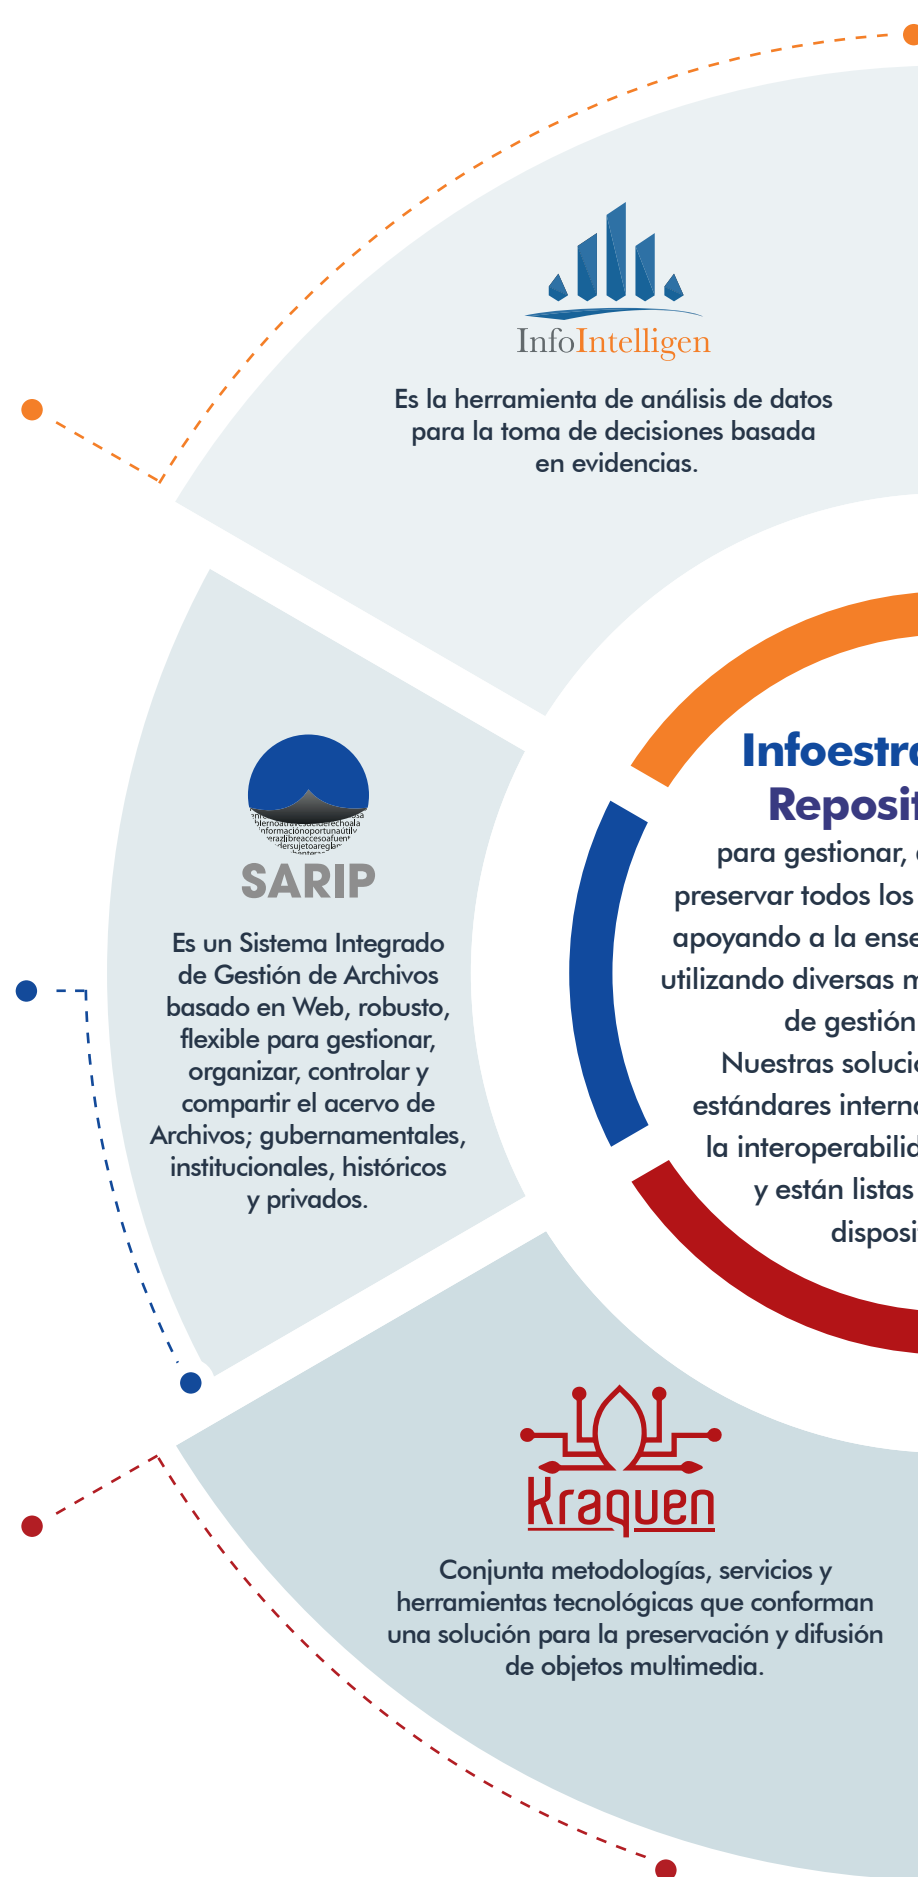 InfoIntelligen
Es la herramienta de análisis de datos
para la toma de decisiones basada
en evidencias.
SARIP
Es un Sistema Integrado
de Gestión de Archivos
basado en Web, robusto,
flexible para gestionar,
organizar, controlar y
compartir el acervo de
Archivos; gubernamentales,
institucionales, históricos
y privados.
Infoestra
Reposit
para gestionar,
preservar todos los
apoyando a la ense
utilizando diversas m
de gestión
Nuestras solucio
estándares interna
la interoperabilid
y están listas
disposi
Kraquen
Conjunta metodologías, servicios y
herramientas tecnológicas que conforman
una solución para la preservación y difusión
de objetos multimedia.